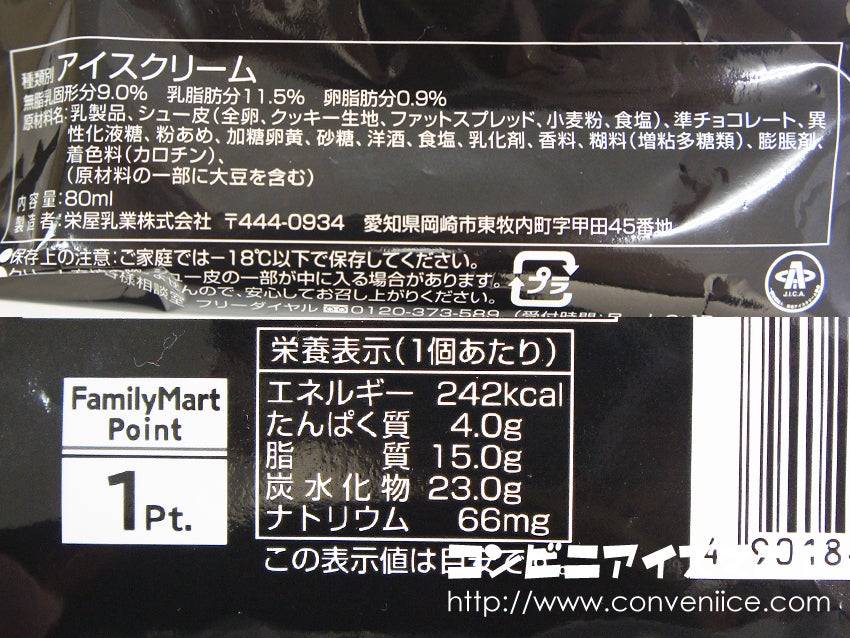 種類別 アイスクリーム
無脂乳固形分9.0% 乳脂肪分11.5% 卵脂肪分0.9%
原材料名:乳製品、シュー皮(全卵、クッキー生地、ファットスプレッド、小麦粉、食塩)、準チョコレート、異
性化液糖、粉あめ、加糖卵黄、砂糖、洋酒、食塩、乳化剤、香料、糊料(増粘多糖類)、膨脹剤、
着色料(カロチン)、
(原材料の一部に大豆を含む)
内容量:80ml
製造者:栄屋乳業株式会社 〒444-0934 愛知県岡崎市東牧内町字甲田45番地
●保存上の注意:ご家庭では−18℃以下で保存してください。
シュー皮の一部が中に入る場合があります。
んので、安心してお召し上がりください。
様相談室 フリーダイヤル 0120-373-589 (受付時間:
プラ
J.I.C.A.
栄養表示(1個あたり)
エネルギー 242kcal
たんぱく質 4.0g
脂質 15.0g
炭水化物 23.0g
ナトリウム 66mg
この表示値は
FamilyMart
Point
1Pt.
4 90184
コンビニアイス
http://www.conveniice.com